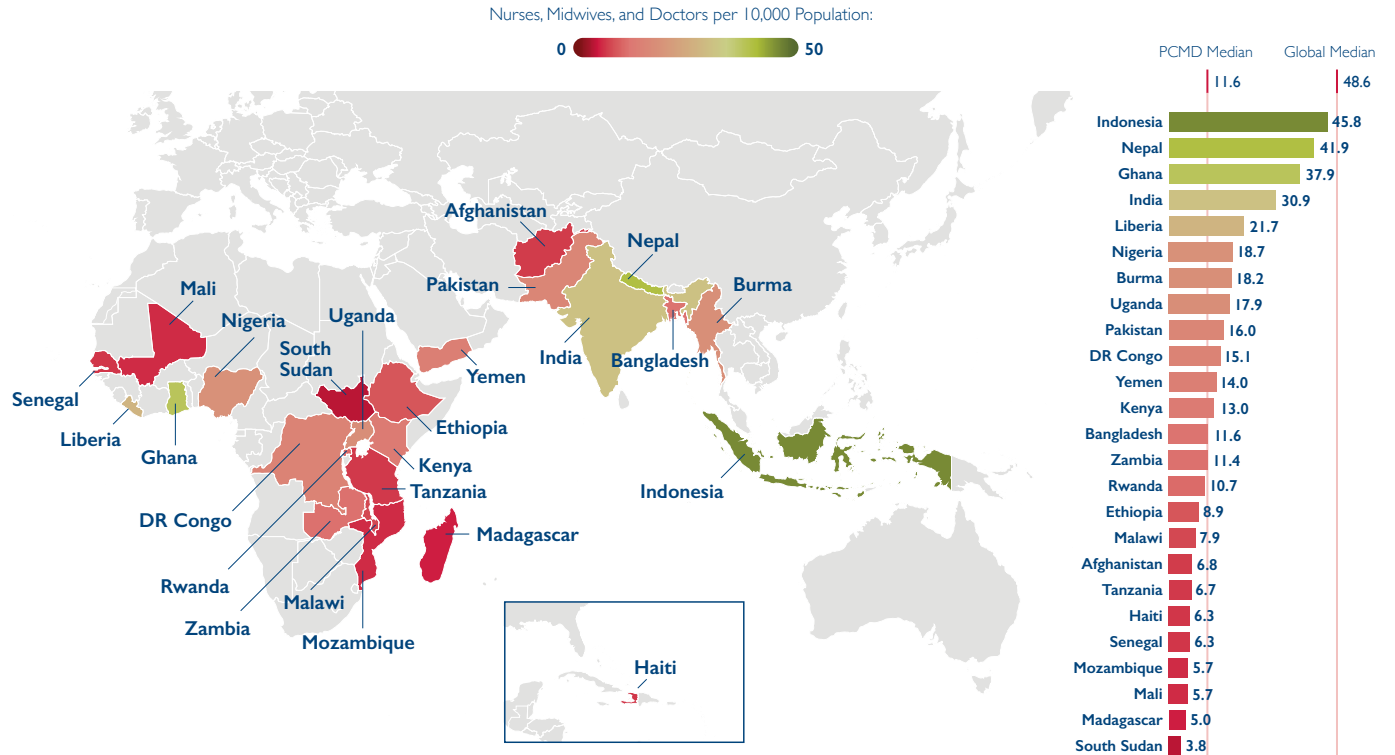 Nurses, Midwives, and Doctors per 10,000 Population:
0
50
PCMD Median
Global Median
11.6
48.6
Afghanistan
Nepal
Pakistan
Burma
Mali
Nigeria
Uganda
South
Sudan
India
Bangladesh
Yemen
Senegal
Liberia
Ghana
Ethiopia
Kenya
Tanzania
Indonesia
DR Congo
Madagascar
Rwanda
Malawi
Zambia
Mozambique
Haiti
Indonesia 45.8
Nepal 41.9
Ghana 37.9
India 30.9
Liberia 21.7
Nigeria 18.7
Burma 18.2
Uganda 17.9
Pakistan 16.0
DR Congo 15.1
Yemen 14.0
Kenya 13.0
Bangladesh 11.6
Zambia 11.4
Rwanda 10.7
Ethiopia 8.9
Malawi 7.9
Afghanistan 6.8
Tanzania 6.7
Haiti 6.3
Senegal 6.3
Mozambique 5.7
Mali 5.7
Madagascar 5.0
South Sudan 3.8